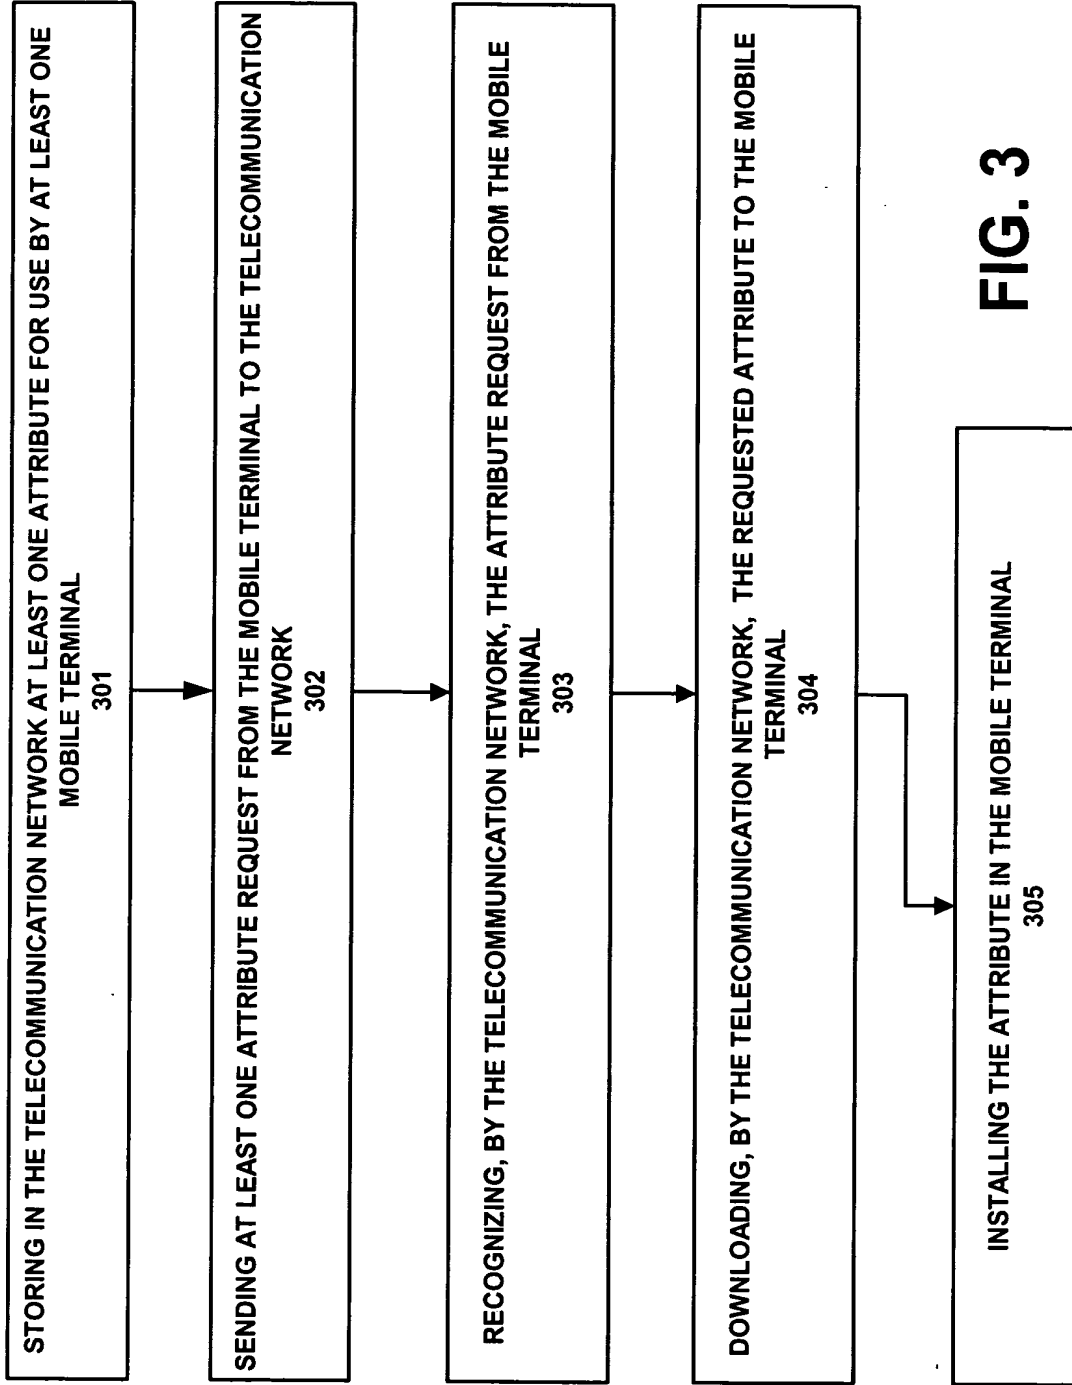 STORING IN THE TELECOMMUNICATION NETWORK AT LEAST ONE ATTRIBUTE FOR USE BY AT LEAST ONE
MOBILE TERMINAL
301
SENDING AT LEAST ONE ATTRIBUTE REQUEST FROM THE MOBILE TERMINAL TO THE TELECOMMUNICATION
NETWORK
302
RECOGNIZING, BY THE TELECOMMUNICATION NETWORK, THE ATTRIBUTE REQUEST FROM THE MOBILE
TERMINAL
303
DOWNLOADING, BY THE TELECOMMUNICATION NETWORK, THE REQUESTED ATTRIBUTE TO THE MOBILE
TERMINAL
304
INSTALLING THE ATTRIBUTE IN THE MOBILE TERMINAL
305
FIG. 3